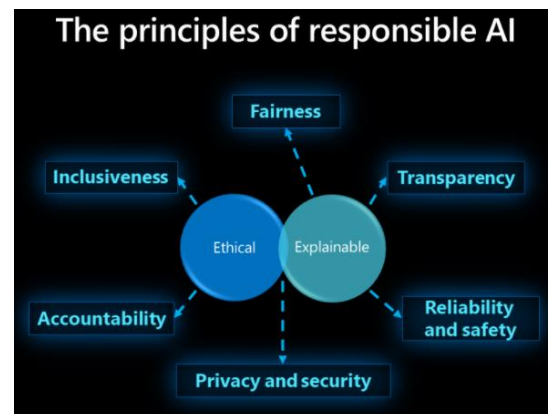 The principles of responsible AI
Fairness
Inclusiveness
Transparency
Ethical
Explainable
Accountability
Reliability
and safety
Privacy and security